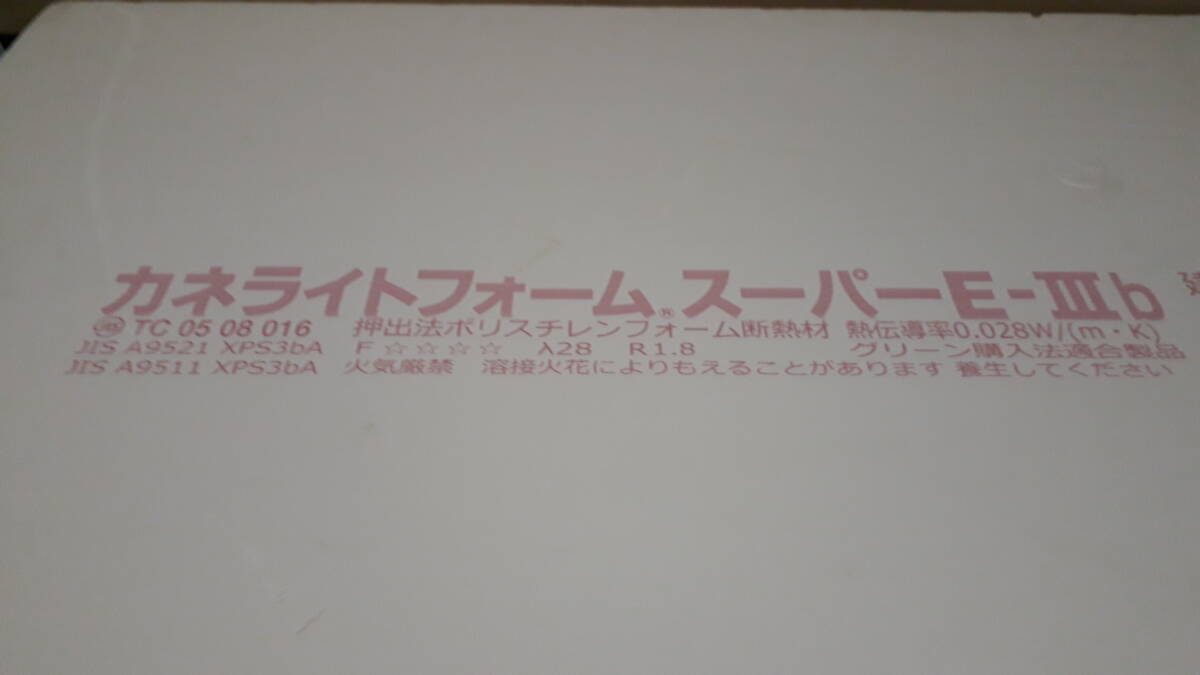 カネライトフォーム®スーパーE-Ⅲb
JIS TC 05 08 016 押出法ポリスチレンフォーム断熱材 熱伝導率0.028W/(m・K)
JIS A9521 XPS3bA F☆☆☆☆ λ28 R1.8 グリーン購入法適合製品
JIS A9511 XPS3bA 火気厳禁 溶接火花によりもえることがあります 養生してください